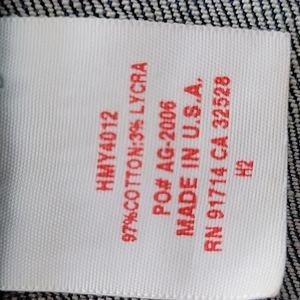 HMY4012
97%COTTON:3% LYCRA
PO# AG-2006
MADE IN U.S.A.
RN 91714 CA 32528
H2